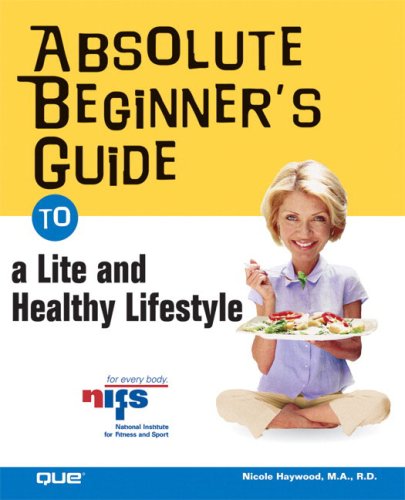 ABSOLUTE
BEGINNER'S
GUIDE
TO
a Lite and
Healthy Lifestyle
for every body.
nifs
National Institute
for Fitness and Sport
QUE®
Nicole Haywood, M.A., R.D.